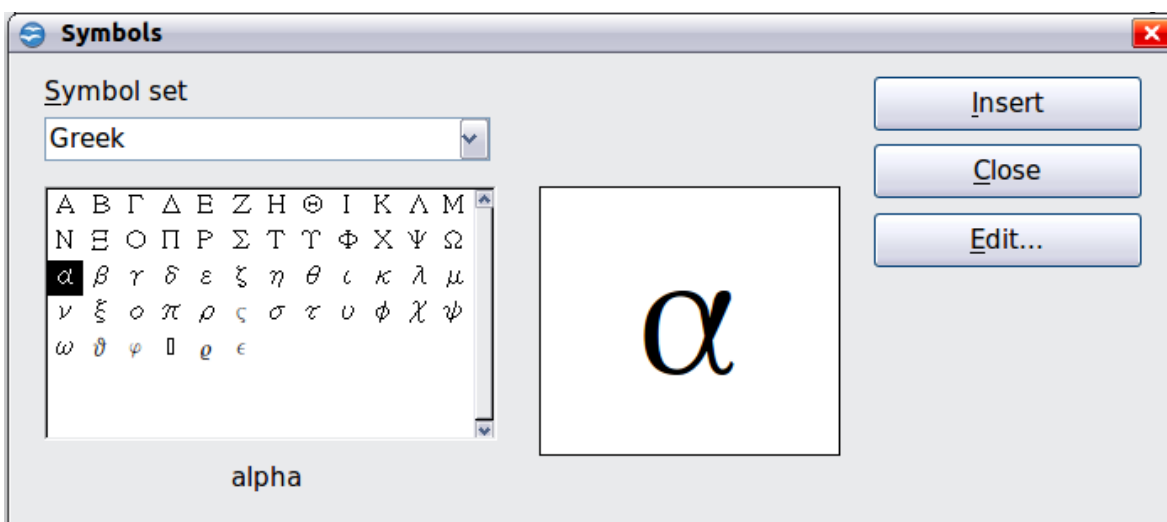 Symbols
Symbol set
Greek
Α Β Γ Δ Ε Ζ Η Θ Ι Κ Λ Μ
Ν Ξ Ο Π Ρ Σ Τ Υ Φ Χ Ψ Ω
α β γ δ ε ζ η θ ι κ λ μ
ν ξ ο π ρ ς σ τ υ φ χ ψ
ω ϑ φ ▯ ϱ ϵ
alpha
α
Insert
Close
Edit...